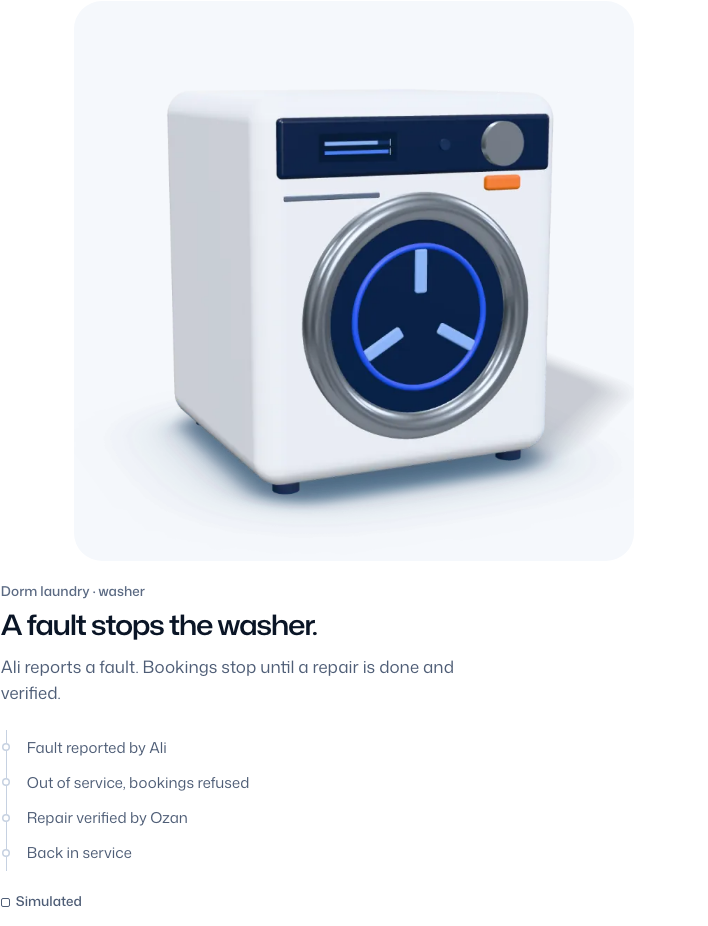 Dorm laundry · washer
A fault stops the washer.
Ali reports a fault. Bookings stop until a repair is done and
verified.
Fault reported by Ali
Out of service, bookings refused
Repair verified by Ozan
Back in service
Simulated